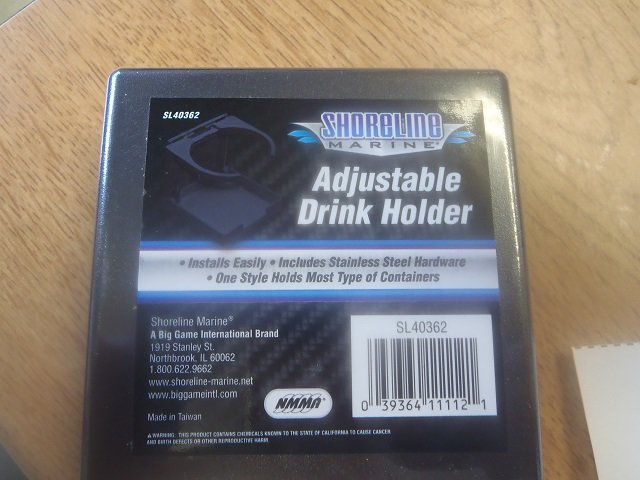 SL40362
SHORELINE
MARINE®
Adjustable
Drink Holder
• Installs Easily • Includes Stainless Steel Hardware
• One Style Holds Most Type of Containers
Shoreline Marine®
A Big Game International Brand
1919 Stanley St.
Northbrook, IL 60062
1.800.622.9662
www.shoreline-marine.net
www.biggameintl.com
Made in Taiwan
NMMA
SL40362
0 39364 11112 1
⚠WARNING: THIS PRODUCT CONTAINS CHEMICALS KNOWN TO THE STATE OF CALIFORNIA TO CAUSE CANCER
AND BIRTH DEFECTS OR OTHER REPRODUCTIVE HARM